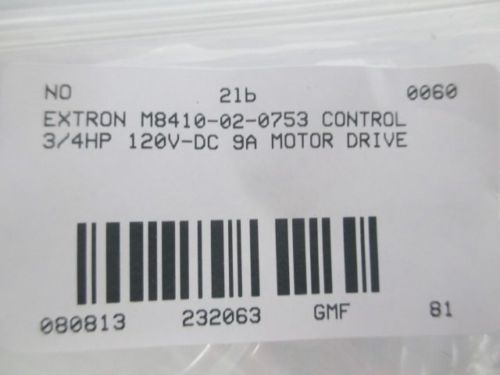 NO 21b 0060
EXTRON M8410-02-0753 CONTROL
3/4HP 120V-DC 9A MOTOR DRIVE
080813 232063 GMF 81